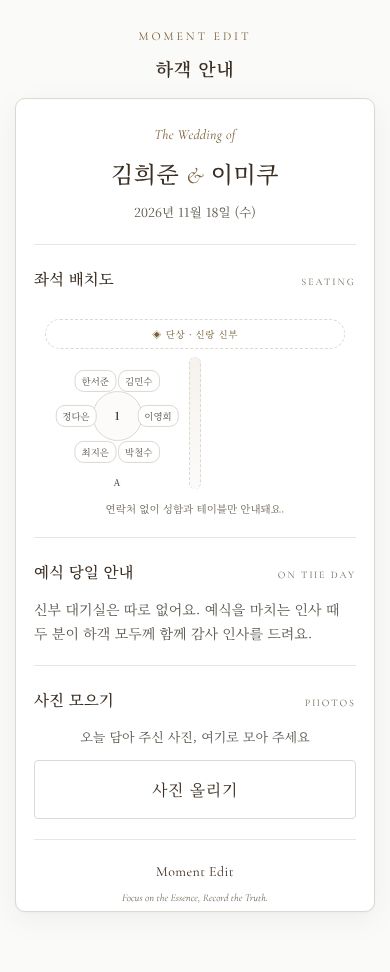 MOMENT EDIT
하객 안내
The Wedding of
김희준 & 이미쿠
2026년 11월 18일 (수)
좌석 배치도
SEATING
◈ 단상 · 신랑 신부
한서준 김민수
정다은 1 이영희
최지은 박철수
A
연락처 없이 성함과 테이블만 안내돼요.
예식 당일 안내
ON THE DAY
신부 대기실은 따로 없어요. 예식을 마치는 인사 때
두 분이 하객 모두께 함께 감사 인사를 드려요.
사진 모으기
PHOTOS
오늘 담아 주신 사진, 여기로 모아 주세요
사진 올리기
Moment Edit
Focus on the Essence, Record the Truth.